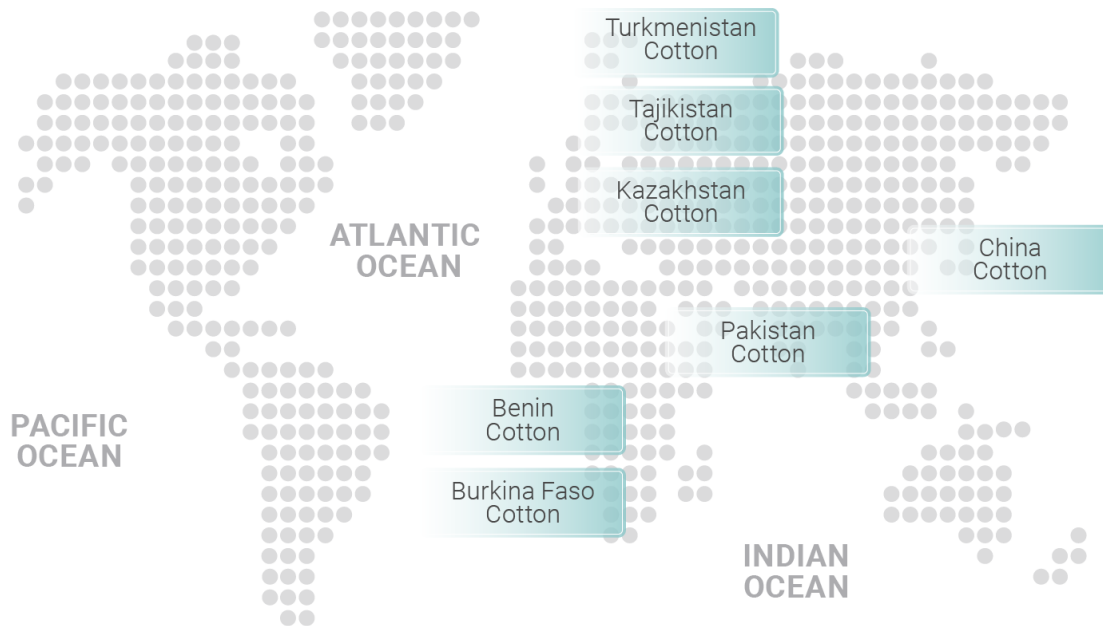 Turkmenistan
Cotton
Tajikistan
Cotton
Kazakhstan
Cotton
ATLANTIC
OCEAN
China
Cotton
Pakistan
Cotton
Benin
Cotton
PACIFIC
OCEAN
Burkina Faso
Cotton
INDIAN
OCEAN